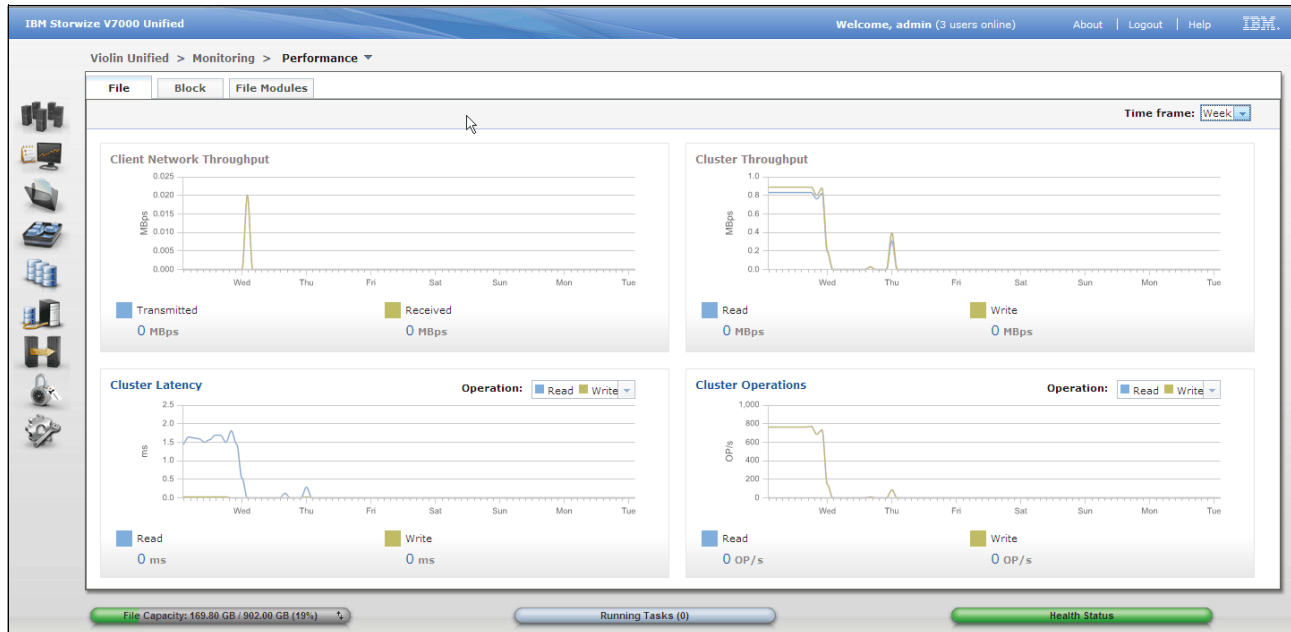 IBM Storwize V7000 Unified Welcome, admin (3 users online) About | Logout | Help IBM.
Violin Unified > Monitoring > Performance
File Block File Modules
Time frame: Week
Client Network Throughput
0.025
0.020
0.015
0.010
0.005
0.000
MBps
Wed Thu Fri Sat Sun Mon Tue
Transmitted Received
0 MBps 0 MBps
Cluster Throughput
1.0
0.8
0.6
0.4
0.2
0.0
MBps
Wed Thu Fri Sat Sun Mon Tue
Read Write
0 MBps 0 MBps
Cluster Latency Operation: Read Write
2.5
2.0
1.5
1.0
0.5
0.0
ms
Wed Thu Fri Sat Sun Mon Tue
Read Write
0 ms 0 ms
Cluster Operations Operation: Read Write
1,000
800
600
400
200
0
OP/s
Wed Thu Fri Sat Sun Mon Tue
Read Write
0 OP/s 0 OP/s
File Capacity: 169.80 GB / 902.00 GB (19%) Running Tasks (0) Health Status